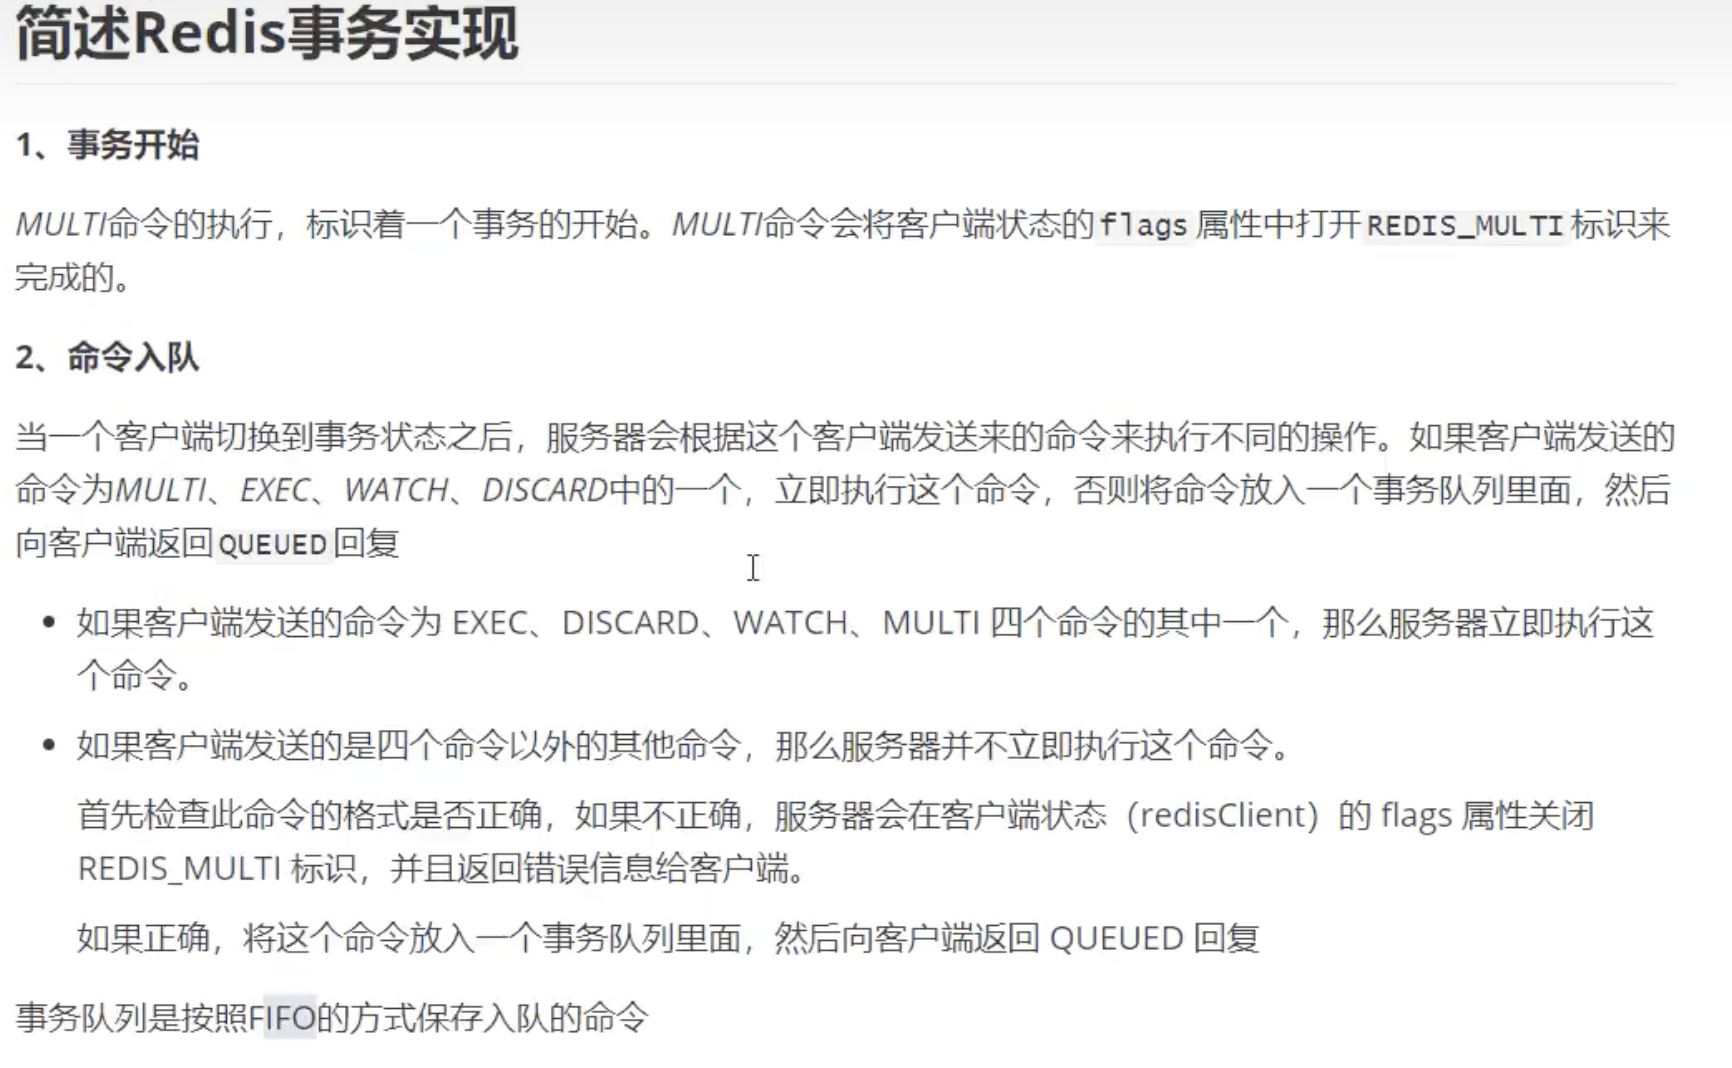 简述Redis事务实现
1、事务开始
MULTI命令的执行，标识着一个事务的开始。MULTI命令会将客户端状态的flags属性中打开REDIS_MULTI标识来
完成的。
2、命令入队
当一个客户端切换到事务状态之后，服务器会根据这个客户端发送来的命令来执行不同的操作。如果客户端发送的
命令为MULTI、EXEC、WATCH、DISCARD中的一个，立即执行这个命令，否则将命令放入一个事务队列里面，然后
向客户端返回QUEUED回复
• 如果客户端发送的命令为 EXEC、DISCARD、WATCH、MULTI 四个命令的其中一个，那么服务器立即执行这
个命令。
• 如果客户端发送的是四个命令以外的其他命令，那么服务器并不立即执行这个命令。
首先检查此命令的格式是否正确，如果不正确，服务器会在客户端状态（redisClient）的 flags 属性关闭
REDIS_MULTI 标识，并且返回错误信息给客户端。
如果正确，将这个命令放入一个事务队列里面，然后向客户端返回 QUEUED 回复
事务队列是按照FIFO的方式保存入队的命令